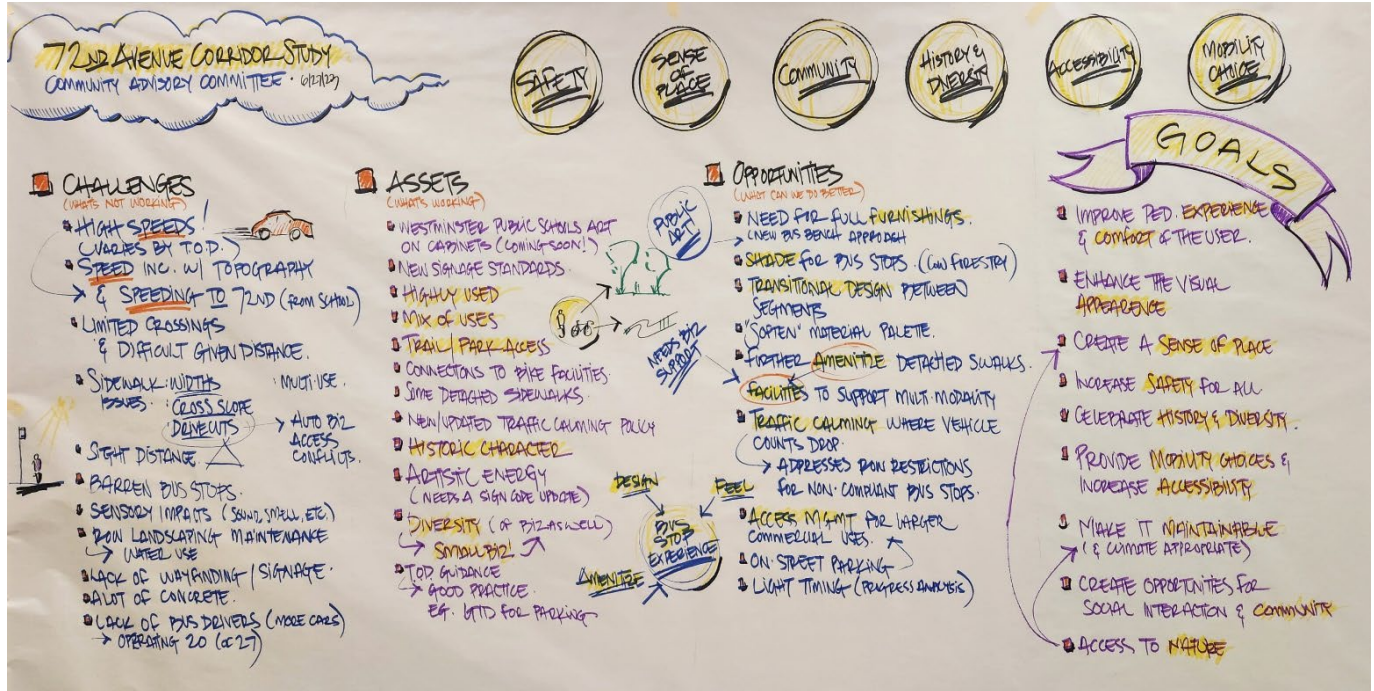 72ND AVENUE CORRIDOR STUDY
COMMUNITY ADVISORY COMMITTEE · 6/27/23
SAFETY
SENSE OF PLACE
COMMUNITY
HISTORY & DIVERSITY
ACCESSIBILITY
MOBILITY CHOICE
CHALLENGES
(WHAT'S NOT WORKING)
HIGH SPEEDS!
(VARIES BY T.O.D.)
SPEED INC. W/ TOPOGRAPHY
& SPEEDING TO 72ND (FROM SCHOOL)
LIMITED CROSSINGS
& DIFFICULT GIVEN DISTANCE.
SIDEWALK ISSUES
: WIDTHS
: MULTI-USE.
: CROSS SLOPE
: DRIVECUTS
→ AUTO BIZ
ACCESS
CONFLICTS.
SIGHT DISTANCE
BARREN BUS STOPS.
SENSORY IMPACTS (SOUND, SMELL, ETC.)
ROW LANDSCAPING MAINTENANCE
→ WATER USE
LACK OF WAYFINDING / SIGNAGE.
ALOT OF CONCRETE.
LACK OF BUS DRIVERS (MORE CARS)
→ OPERATING 20 (OF 27)
ASSETS
(WHAT'S WORKING)
WESTMINSTER PUBLIC SCHOOLS ART
ON CABINETS (COMING SOON!)
NEW SIGNAGE STANDARDS.
HIGHLY USED
MIX OF USES
TRAIL / PARK ACCESS
CONNECTIONS TO BIKE FACILITIES.
SOME DETACHED SIDEWALKS.
NEW/UPDATED TRAFFIC CALMING POLICY
HISTORIC CHARACTER
ARTISTIC ENERGY
(NEEDS A SIGN CODE UPDATE)
DIVERSITY (OF BIZ AS WELL)
→ SMALL BIZ!
T.O.D. GUIDANCE
→ GOOD PRACTICE.
EG. UTD FOR PARKING
PUBLIC ART
NEEDS BIZ SUPPORT
DESIGN
FEEL
BUS
STOP
EXPERIENCE
AMENITIZE
OPPORTUNITIES
(WHAT CAN WE DO BETTER)
NEED FOR FULL FURNISHINGS.
(NEW BUS BENCH APPROACH
SHADE FOR BUS STOPS. (COW FORESTRY)
TRANSITIONAL DESIGN BETWEEN
SEGMENTS
"SOFTEN" MATERIAL PALETTE.
FURTHER AMENITIZE DETACHED SWALKS.
FACILITIES TO SUPPORT MULTI-MODALITY
TRAFFIC CALMING WHERE VEHICLE
COUNTS DROP.
→ ADDRESSES ROW RESTRICTIONS
FOR NON-COMPLIANT BUS STOPS.
ACCESS MGMT FOR LARGER
COMMERCIAL USES.
ON-STREET PARKING
LIGHT TIMING (PROGRESS ANALYSIS)
GOALS
IMPROVE PED. EXPERIENCE
& COMFORT OF THE USER.
ENHANCE THE VISUAL
APPEARENCE
CREATE A SENSE OF PLACE
INCREASE SAFETY FOR ALL
CELEBRATE HISTORY & DIVERSITY.
PROVIDE MOBILITY CHOICES &
INCREASE ACCESSIBILITY
MAKE IT MAINTAINABLE
(& CLIMATE APPROPRIATE)
CREATE OPPORTUNITIES FOR
SOCIAL INTERACTION & COMMUNITY
ACCESS TO NATURE